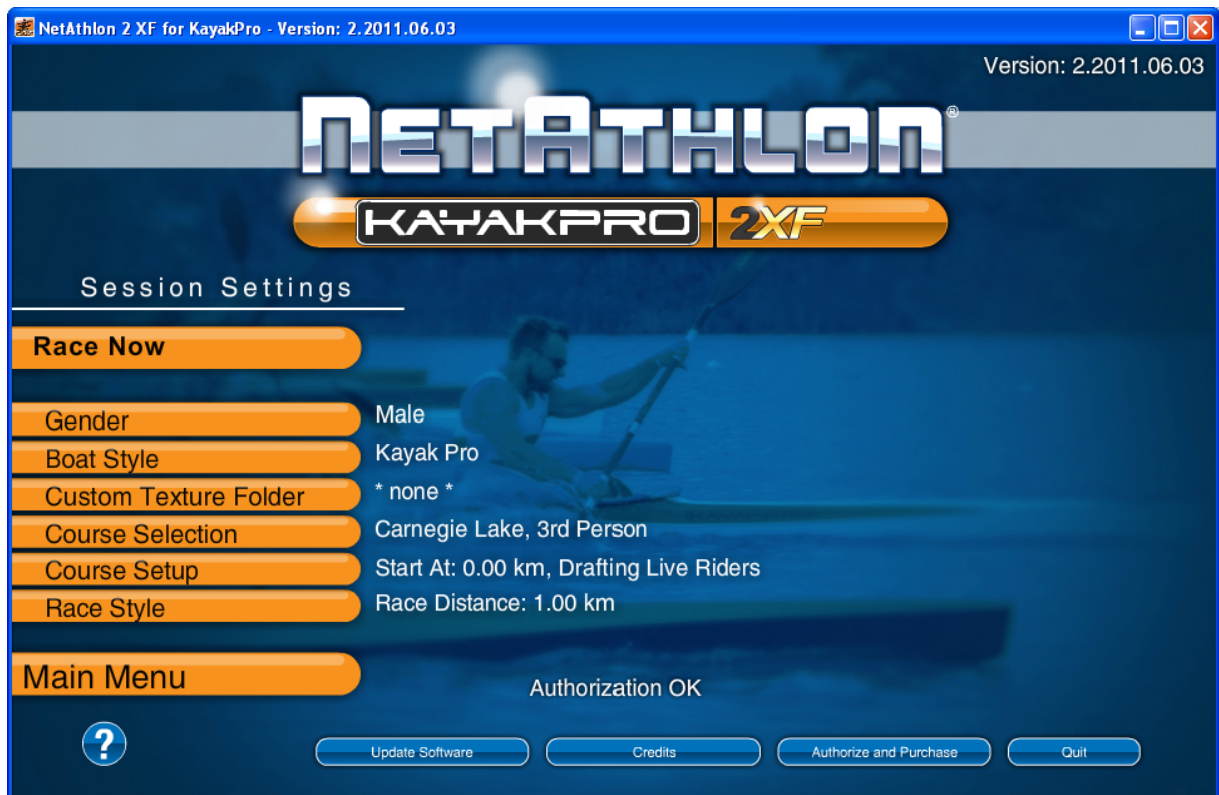 NetAthlon 2 XF for KayakPro - Version: 2.2011.06.03
Version: 2.2011.06.03
NETATHLON®
KAYAKPRO 2XF
Session Settings
Race Now
Gender Male
Boat Style Kayak Pro
Custom Texture Folder * none *
Course Selection Carnegie Lake, 3rd Person
Course Setup Start At: 0.00 km, Drafting Live Riders
Race Style Race Distance: 1.00 km
Main Menu
Authorization OK
? Update Software Credits Authorize and Purchase Quit